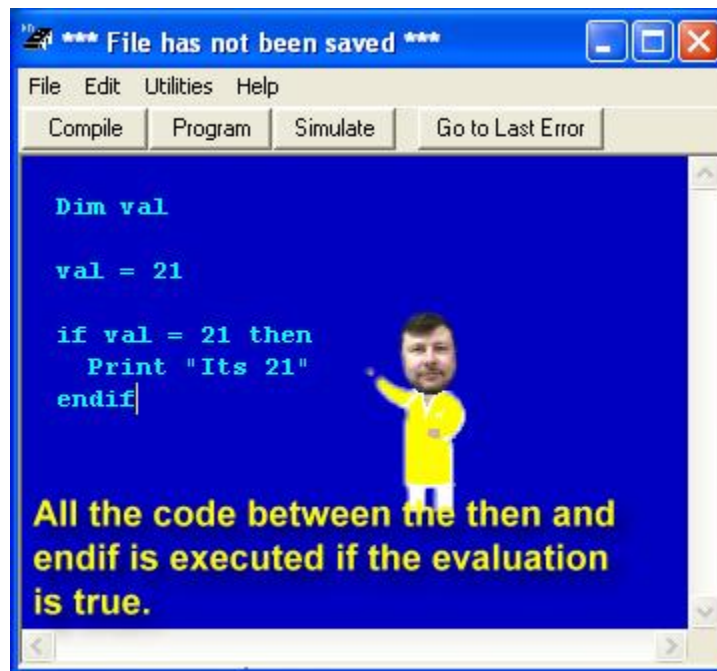 *** File has not been saved ***
File Edit Utilities Help
Compile Program Simulate Go to Last Error
Dim val
val = 21
if val = 21 then
Print "Its 21"
endif
All the code between the then and
endif is executed if the evaluation
is true.